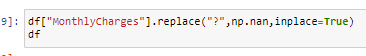 9]: df["MonthlyCharges"].replace("?",np.nan,inplace=True)
df